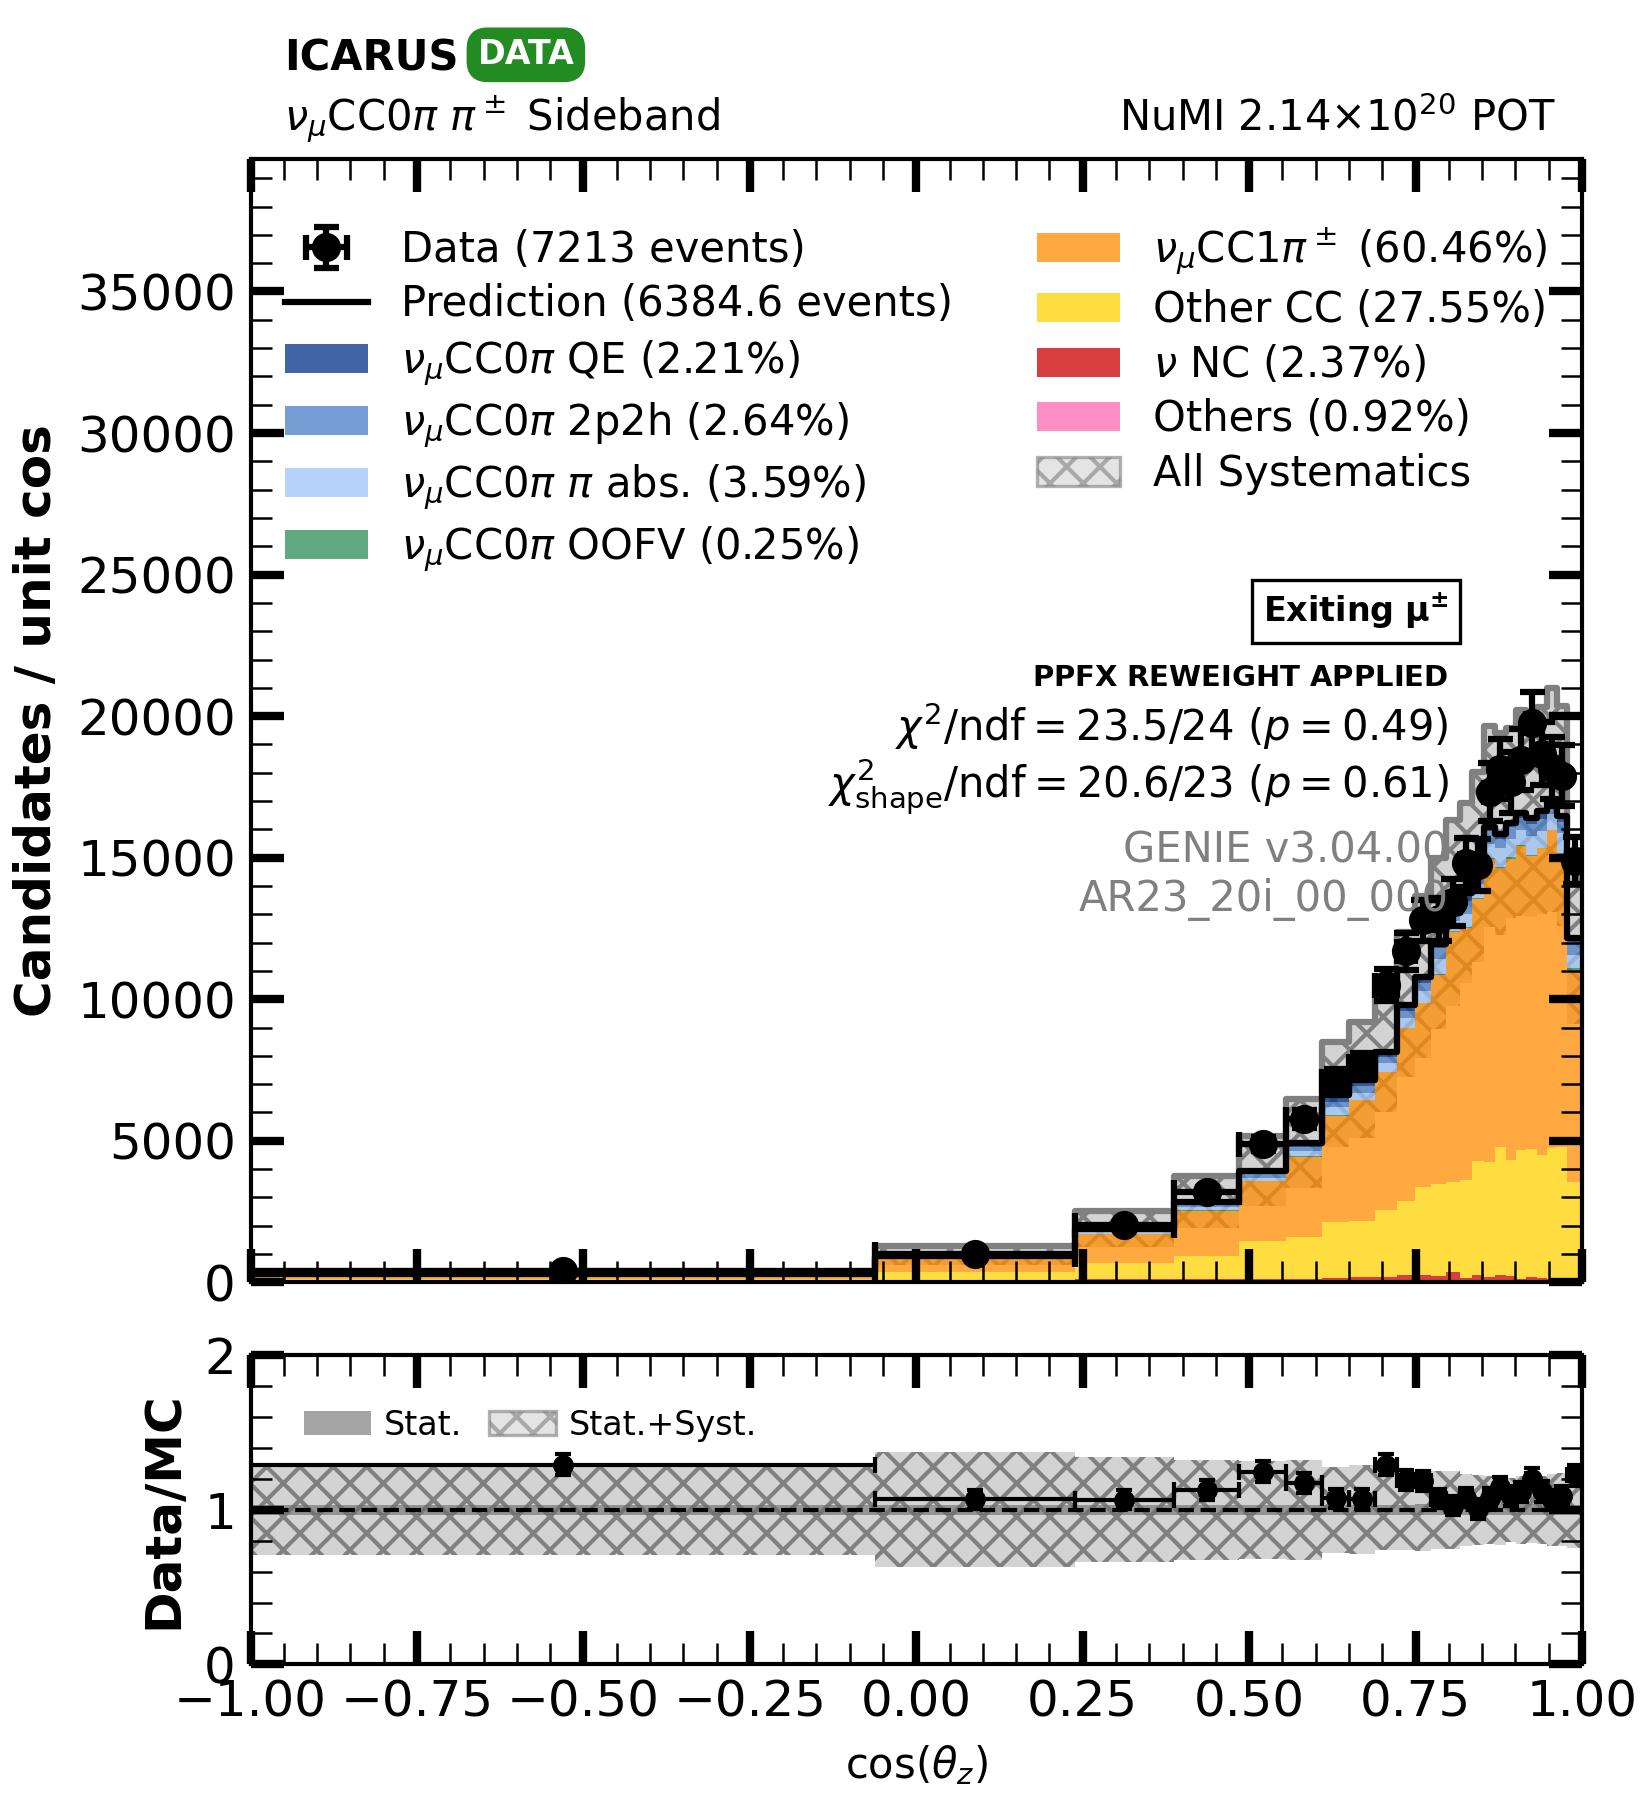 ICARUS DATA
νμCC0π π± Sideband
NuMI 2.14×10²⁰ POT
Data (7213 events)
Prediction (6384.6 events)
νμCC0π QE (2.21%)
νμCC0π 2p2h (2.64%)
νμCC0π π abs. (3.59%)
νμCC0π OOFV (0.25%)
νμCC1π± (60.46%)
Other CC (27.55%)
ν NC (2.37%)
Others (0.92%)
All Systematics
Exiting μ±
PPFX REWEIGHT APPLIED
χ²/ndf = 23.5/24 (p = 0.49)
χ²shape/ndf = 20.6/23 (p = 0.61)
GENIE v3.04.00
AR23_20i_00_000
Candidates / unit cos
35000
30000
25000
20000
15000
10000
5000
0
Data/MC
2
1
0
Stat.
Stat.+Syst.
−1.00 −0.75 −0.50 −0.25 0.00 0.25 0.50 0.75 1.00
cos(θz)